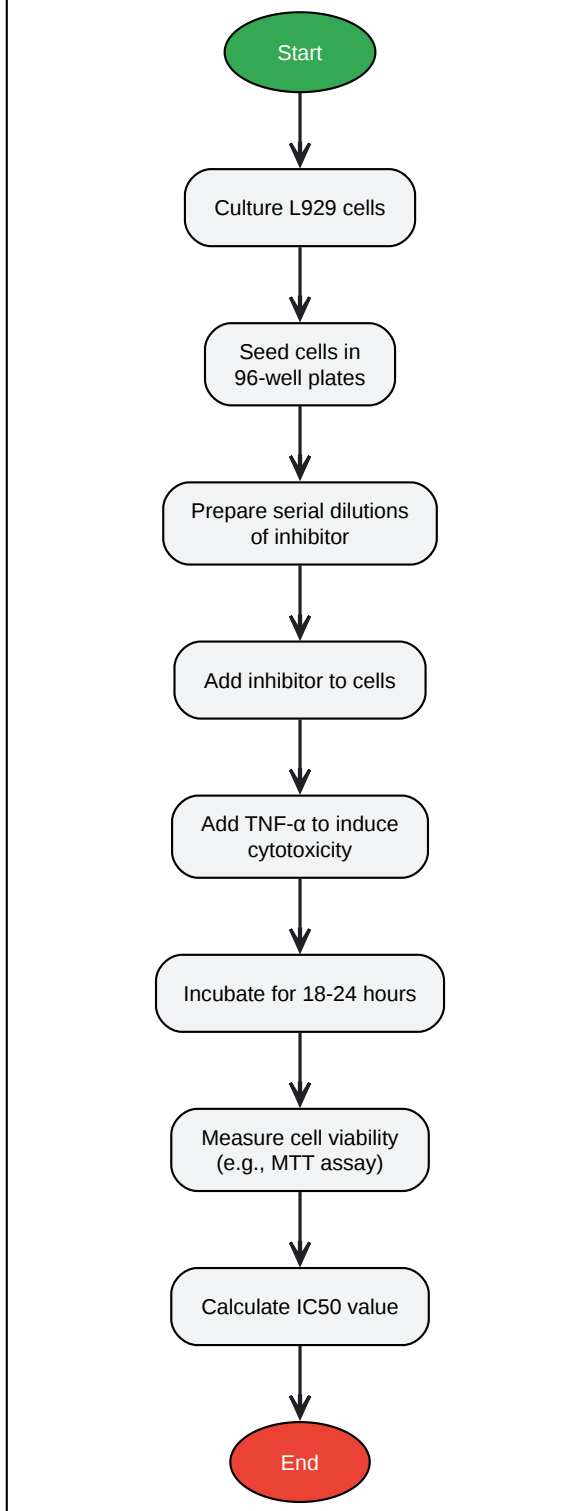 Start
Culture L929 cells
Seed cells in
96-well plates
Prepare serial dilutions
of inhibitor
Add inhibitor to cells
Add TNF-α to induce
cytotoxicity
Incubate for 18-24 hours
Measure cell viability
(e.g., MTT assay)
Calculate IC50 value
End